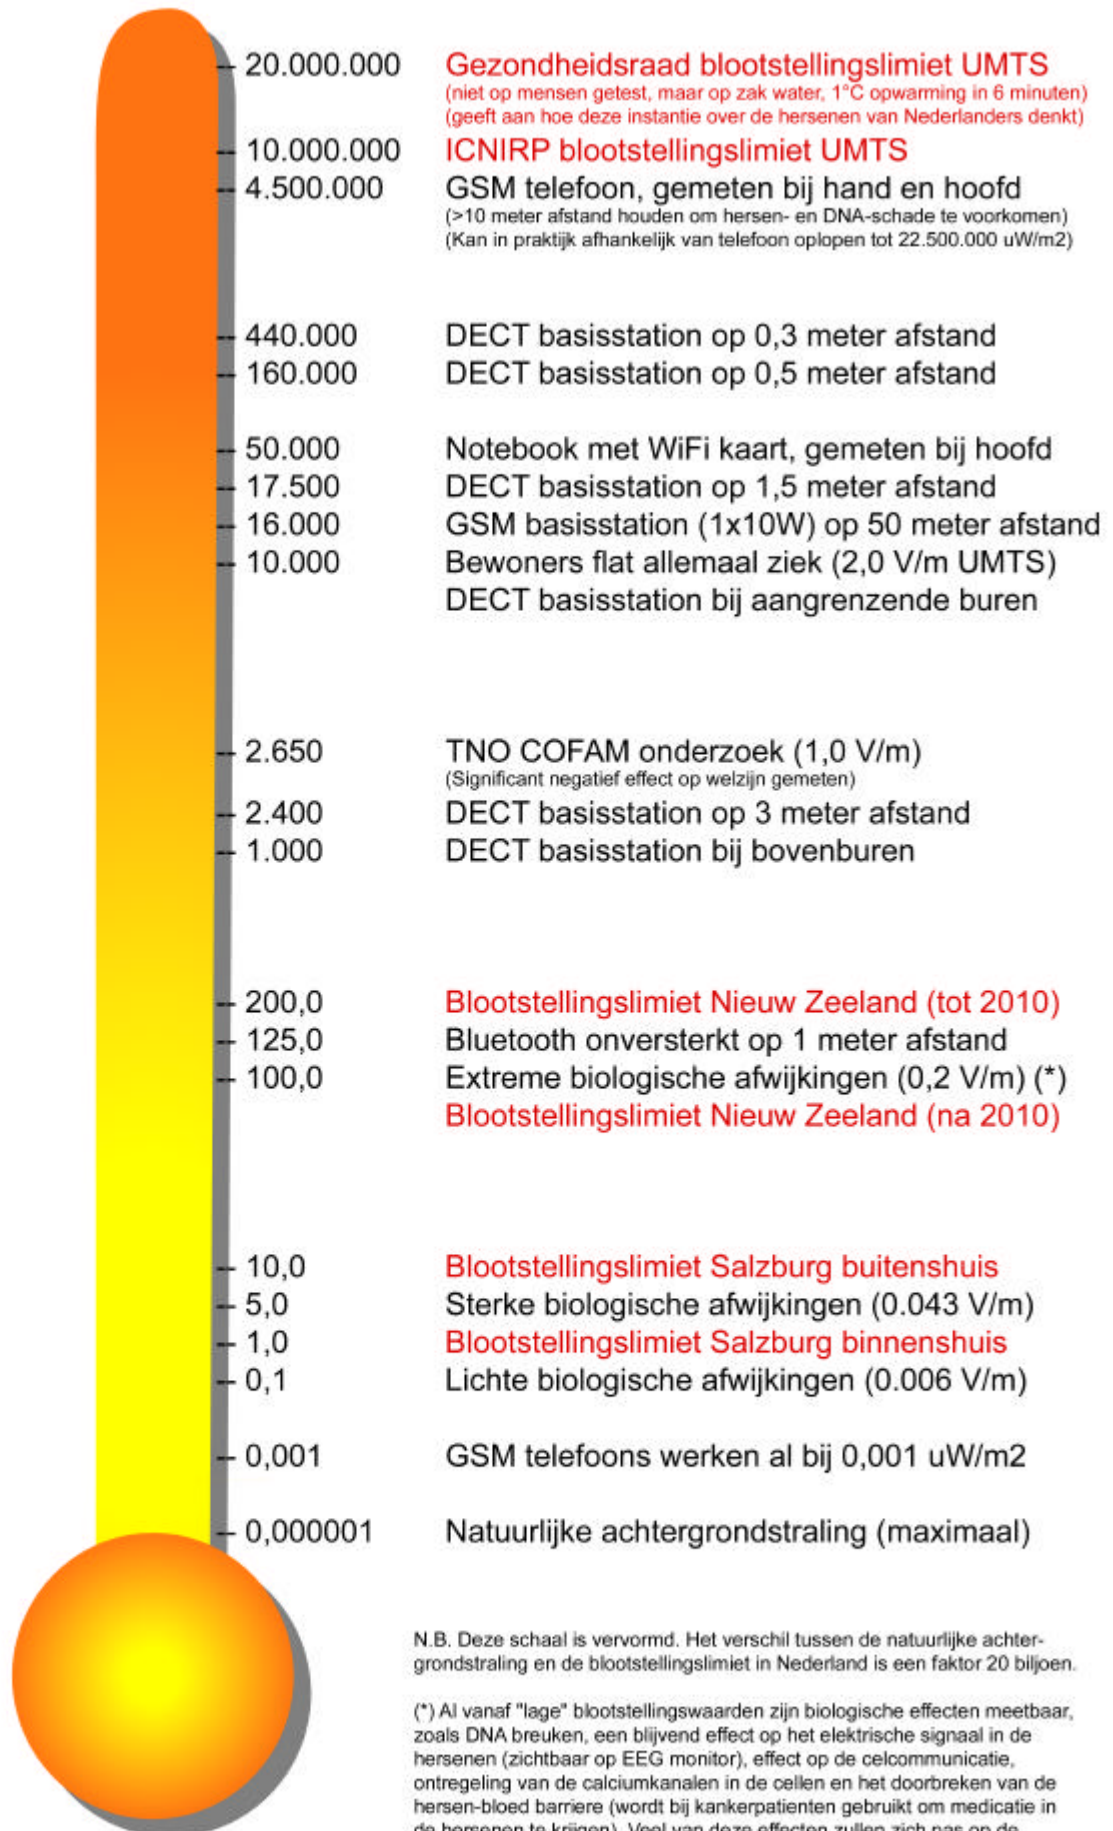 20.000.000 Gezondheidsraad blootstellingslimiet UMTS
(niet op mensen getest, maar op zak water, 1°C opwarming in 6 minuten)
(geeft aan hoe deze instantie over de hersenen van Nederlanders denkt)
10.000.000 ICNIRP blootstellingslimiet UMTS
4.500.000 GSM telefoon, gemeten bij hand en hoofd
(>10 meter afstand houden om hersen- en DNA-schade te voorkomen)
(Kan in praktijk afhankelijk van telefoon oplopen tot 22.500.000 uW/m2)
440.000 DECT basisstation op 0,3 meter afstand
160.000 DECT basisstation op 0,5 meter afstand
50.000 Notebook met WiFi kaart, gemeten bij hoofd
17.500 DECT basisstation op 1,5 meter afstand
16.000 GSM basisstation (1x10W) op 50 meter afstand
10.000 Bewoners flat allemaal ziek (2,0 V/m UMTS)
DECT basisstation bij aangrenzende buren
2.650 TNO COFAM onderzoek (1,0 V/m)
(Significant negatief effect op welzijn gemeten)
2.400 DECT basisstation op 3 meter afstand
1.000 DECT basisstation bij bovenburen
200,0 Blootstellingslimiet Nieuw Zeeland (tot 2010)
125,0 Bluetooth onversterkt op 1 meter afstand
100,0 Extreme biologische afwijkingen (0,2 V/m) (*)
Blootstellingslimiet Nieuw Zeeland (na 2010)
10,0 Blootstellingslimiet Salzburg buitenshuis
5,0 Sterke biologische afwijkingen (0.043 V/m)
1,0 Blootstellingslimiet Salzburg binnenshuis
0,1 Lichte biologische afwijkingen (0.006 V/m)
0,001 GSM telefoons werken al bij 0,001 uW/m2
0,000001 Natuurlijke achtergrondstraling (maximaal)
N.B. Deze schaal is vervormd. Het verschil tussen de natuurlijke achter-
grondstraling en de blootstellingslimiet in Nederland is een faktor 20 biljoen.
(*) Al vanaf "lage" blootstellingswaarden zijn biologische effecten meetbaar,
zoals DNA breuken, een blijvend effect op het elektrische signaal in de
hersenen (zichtbaar op EEG monitor), effect op de celcommunicatie,
ontregeling van de calciumkanalen in de cellen en het doorbreken van de
hersen-bloed barriere (wordt bij kankerpatienten gebruikt om medicatie in
de hersenen te krijgen). Veel van deze effecten zullen zich pas op de